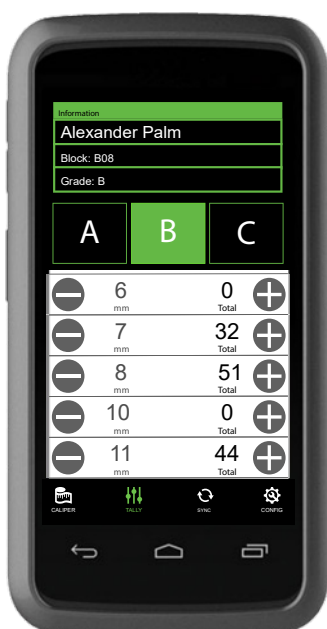 Information
Alexander Palm
Block: B08
Grade: B
A B C
6 0
mm Total
7 32
mm Total
8 51
mm Total
10 0
mm Total
11 44
mm Total
CALIPER TALLY SYNC CONFIG